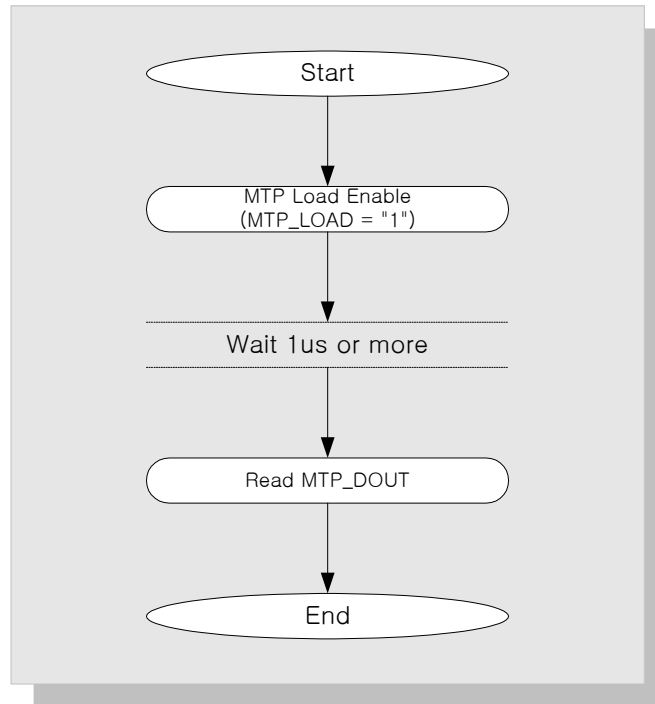 Start
MTP Load Enable
(MTP_LOAD = "1")
Wait 1us or more
Read MTP_DOUT
End